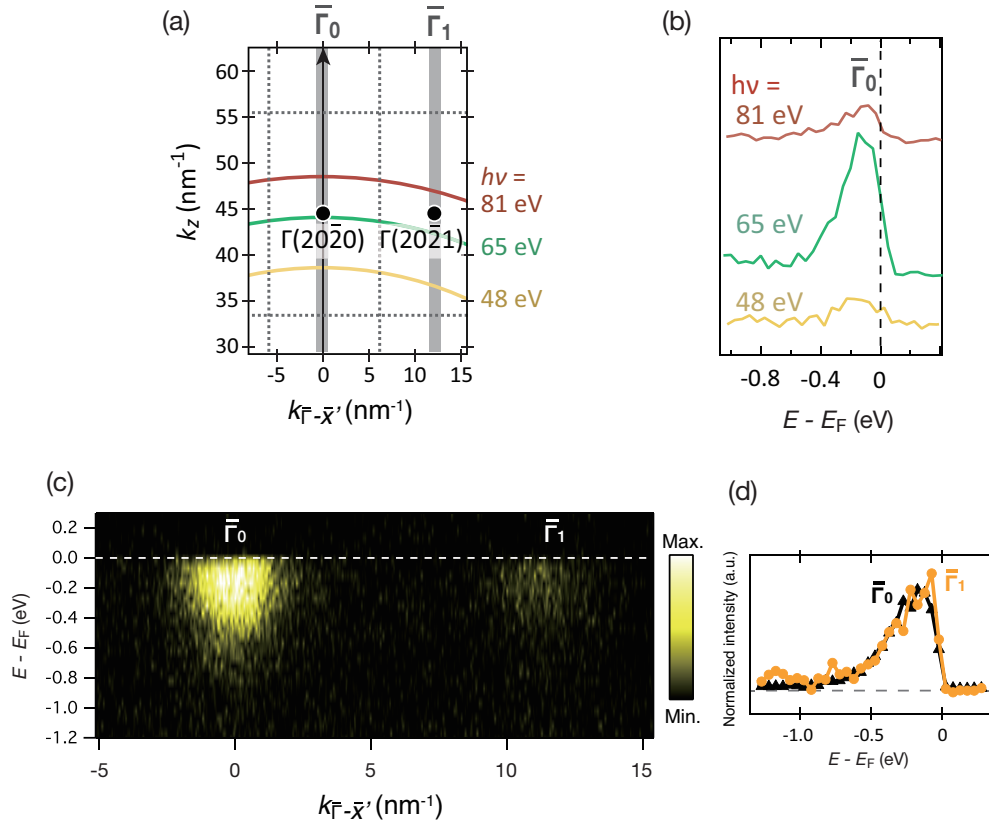 (a)
Γ̄0
Γ̄1
60
55
50
45
40
35
30
kz (nm-1)
hν =
81 eV
65 eV
48 eV
Γ(202̄0)
Γ(202̄1)
-5
0
5
10
15
kΓ̄-X̄' (nm-1)
(b)
hν =
Γ̄0
81 eV
65 eV
48 eV
-0.8
-0.4
0
E - EF (eV)
(c)
Γ̄0
Γ̄1
0.2
0.0
-0.2
-0.4
-0.6
-0.8
-1.0
-1.2
E - EF (eV)
-5
0
5
10
15
kΓ̄-X̄' (nm-1)
Max.
Min.
(d)
Normalized intensity (a.u.)
Γ̄0
Γ̄1
-1.0
-0.5
0
E - EF (eV)